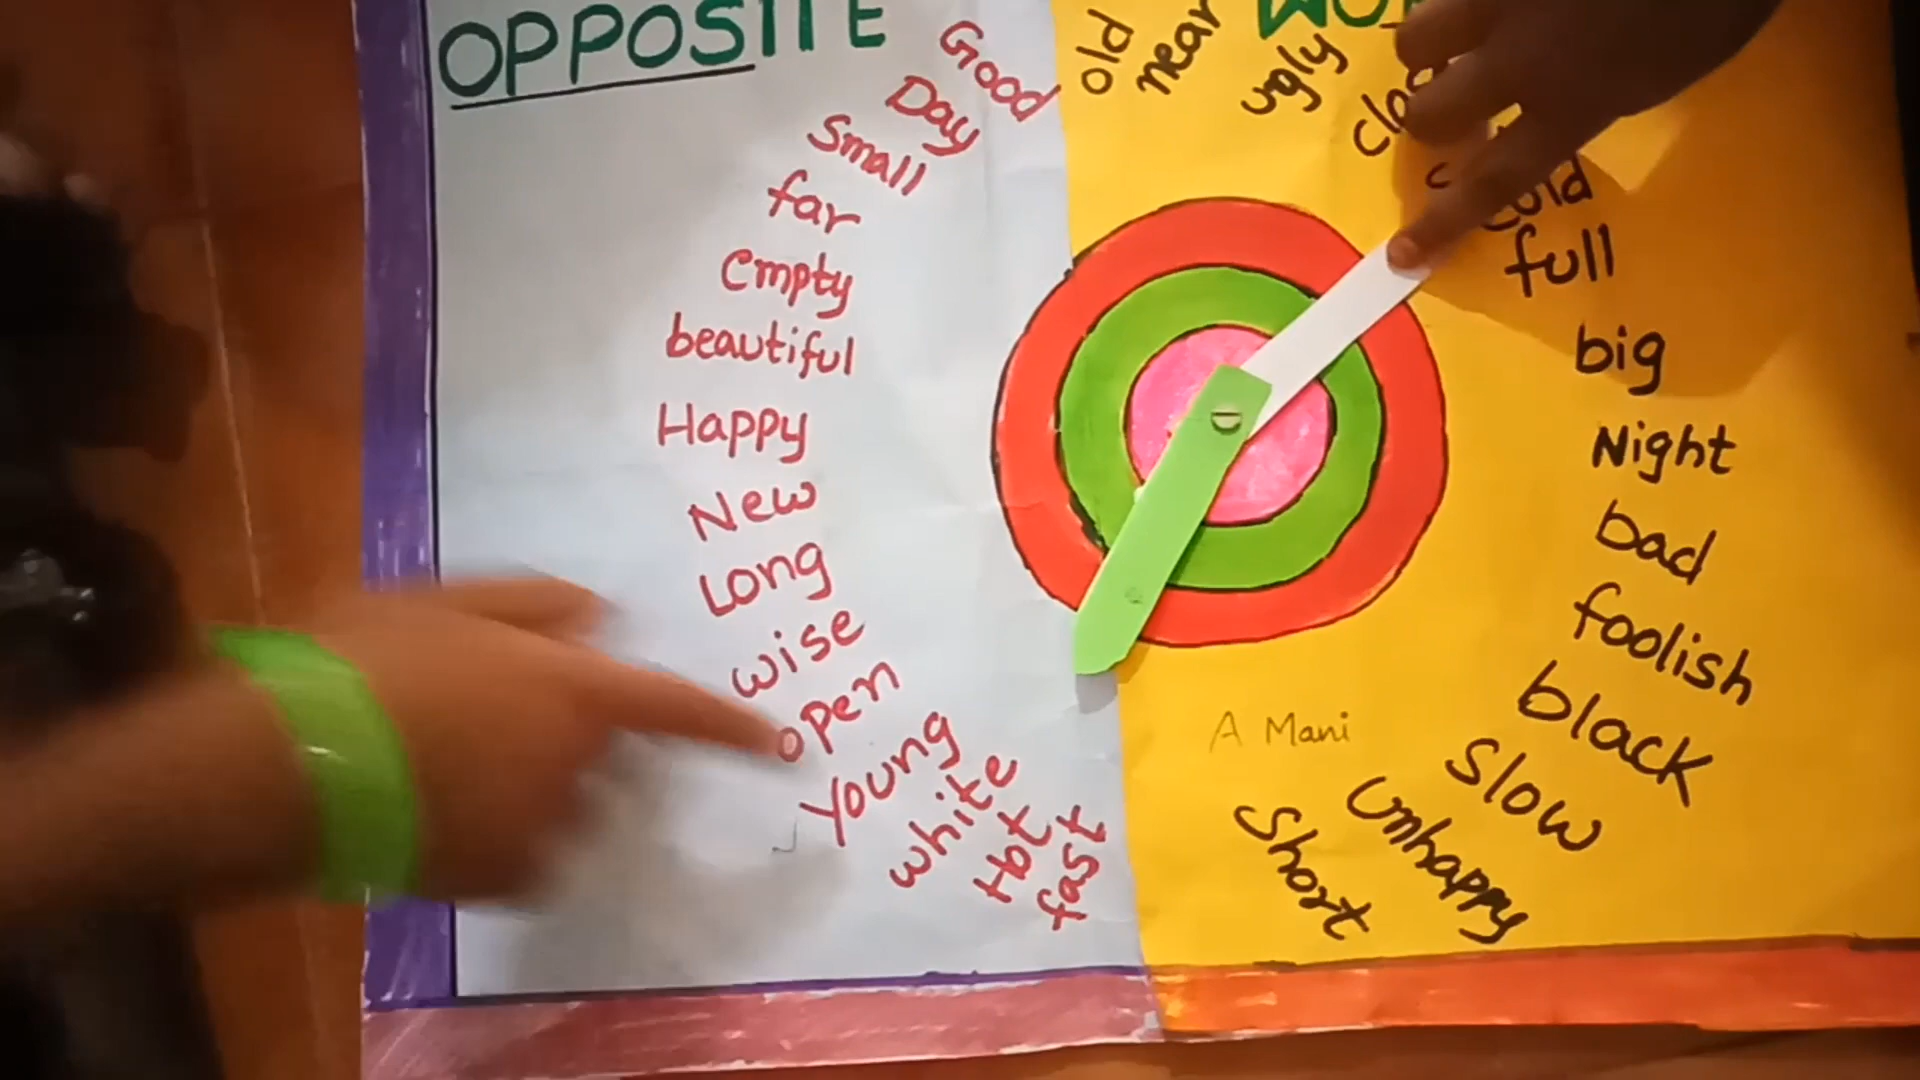 OPPOSITE
Good
Day
Small
far
empty
beautiful
Happy
New
Long
wise
open
Young
white
Hot
fast
old
near
ugly
full
big
Night
bad
foolish
black
Slow
Unhappy
Short
A Mani